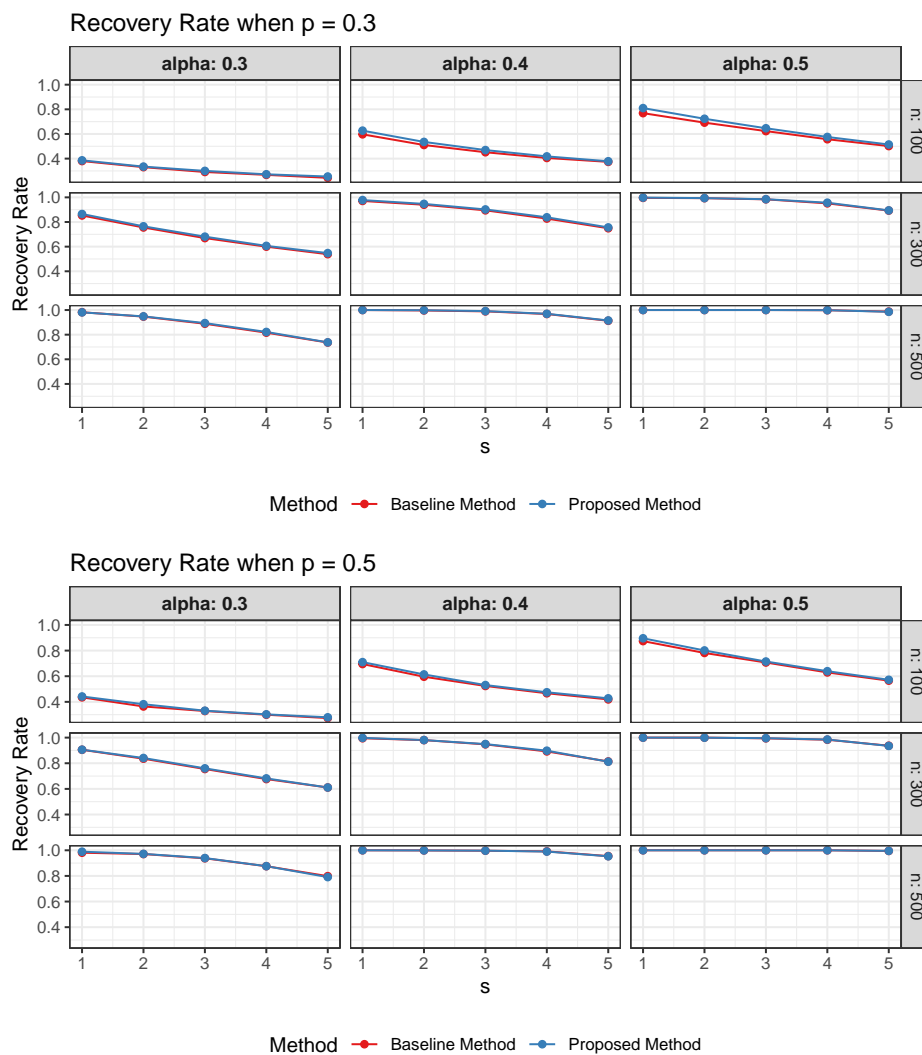 Recovery Rate when p = 0.3
alpha: 0.3
alpha: 0.4
alpha: 0.5
1.0
0.8
0.6
0.4
n: 100
1.0
0.8
0.6
0.4
n: 300
1.0
0.8
0.6
0.4
n: 500
Recovery Rate
1 2 3 4 5
1 2 3 4 5
1 2 3 4 5
s
Method Baseline Method Proposed Method
Recovery Rate when p = 0.5
alpha: 0.3
alpha: 0.4
alpha: 0.5
1.0
0.8
0.6
0.4
n: 100
1.0
0.8
0.6
0.4
n: 300
1.0
0.8
0.6
0.4
n: 500
Recovery Rate
1 2 3 4 5
1 2 3 4 5
1 2 3 4 5
s
Method Baseline Method Proposed Method